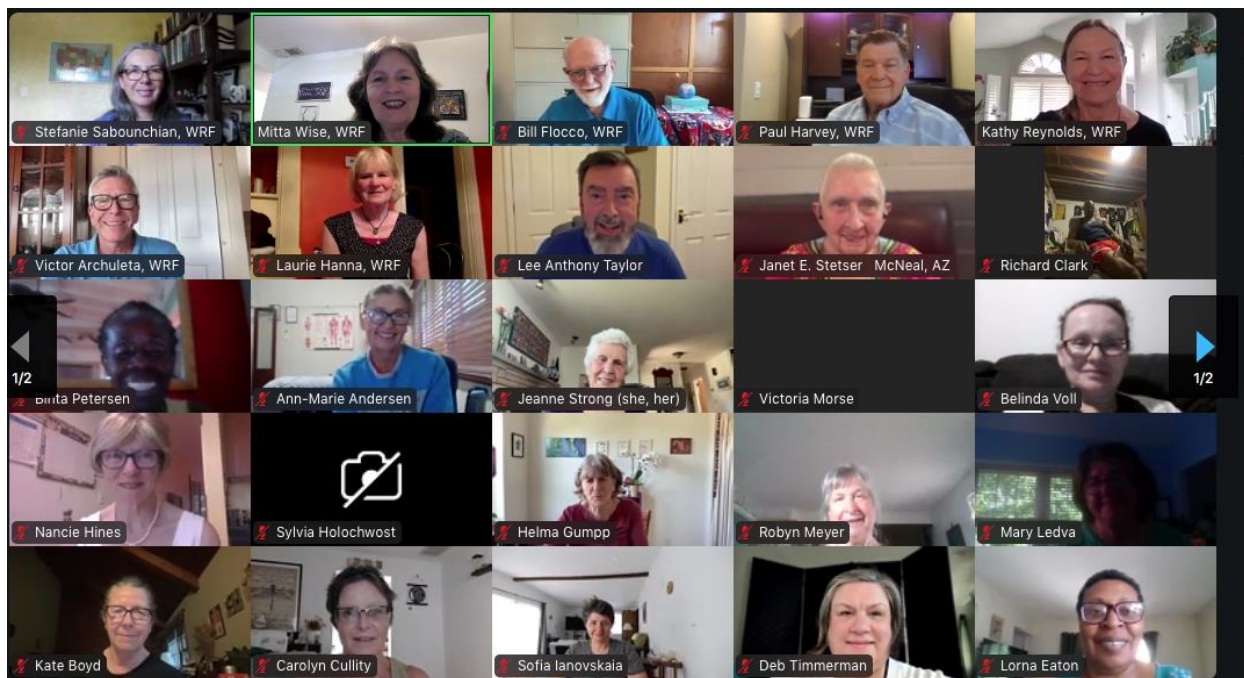 Stefanie Sabounchian, WRF
Mitta Wise, WRF
Bill Flocco, WRF
Paul Harvey, WRF
Kathy Reynolds, WRF
Victor Archuleta, WRF
Laurie Hanna, WRF
Lee Anthony Taylor
Janet E. Stetser McNeal, AZ
Richard Clark
1/2
Binta Petersen
Ann-Marie Andersen
Jeanne Strong (she, her)
Victoria Morse
Belinda Voll
1/2
Nancie Hines
Sylvia Holochwost
Helma Gumpp
Robyn Meyer
Mary Ledva
Kate Boyd
Carolyn Cullity
Sofia Ianovskaia
Deb Timmerman
Lorna Eaton